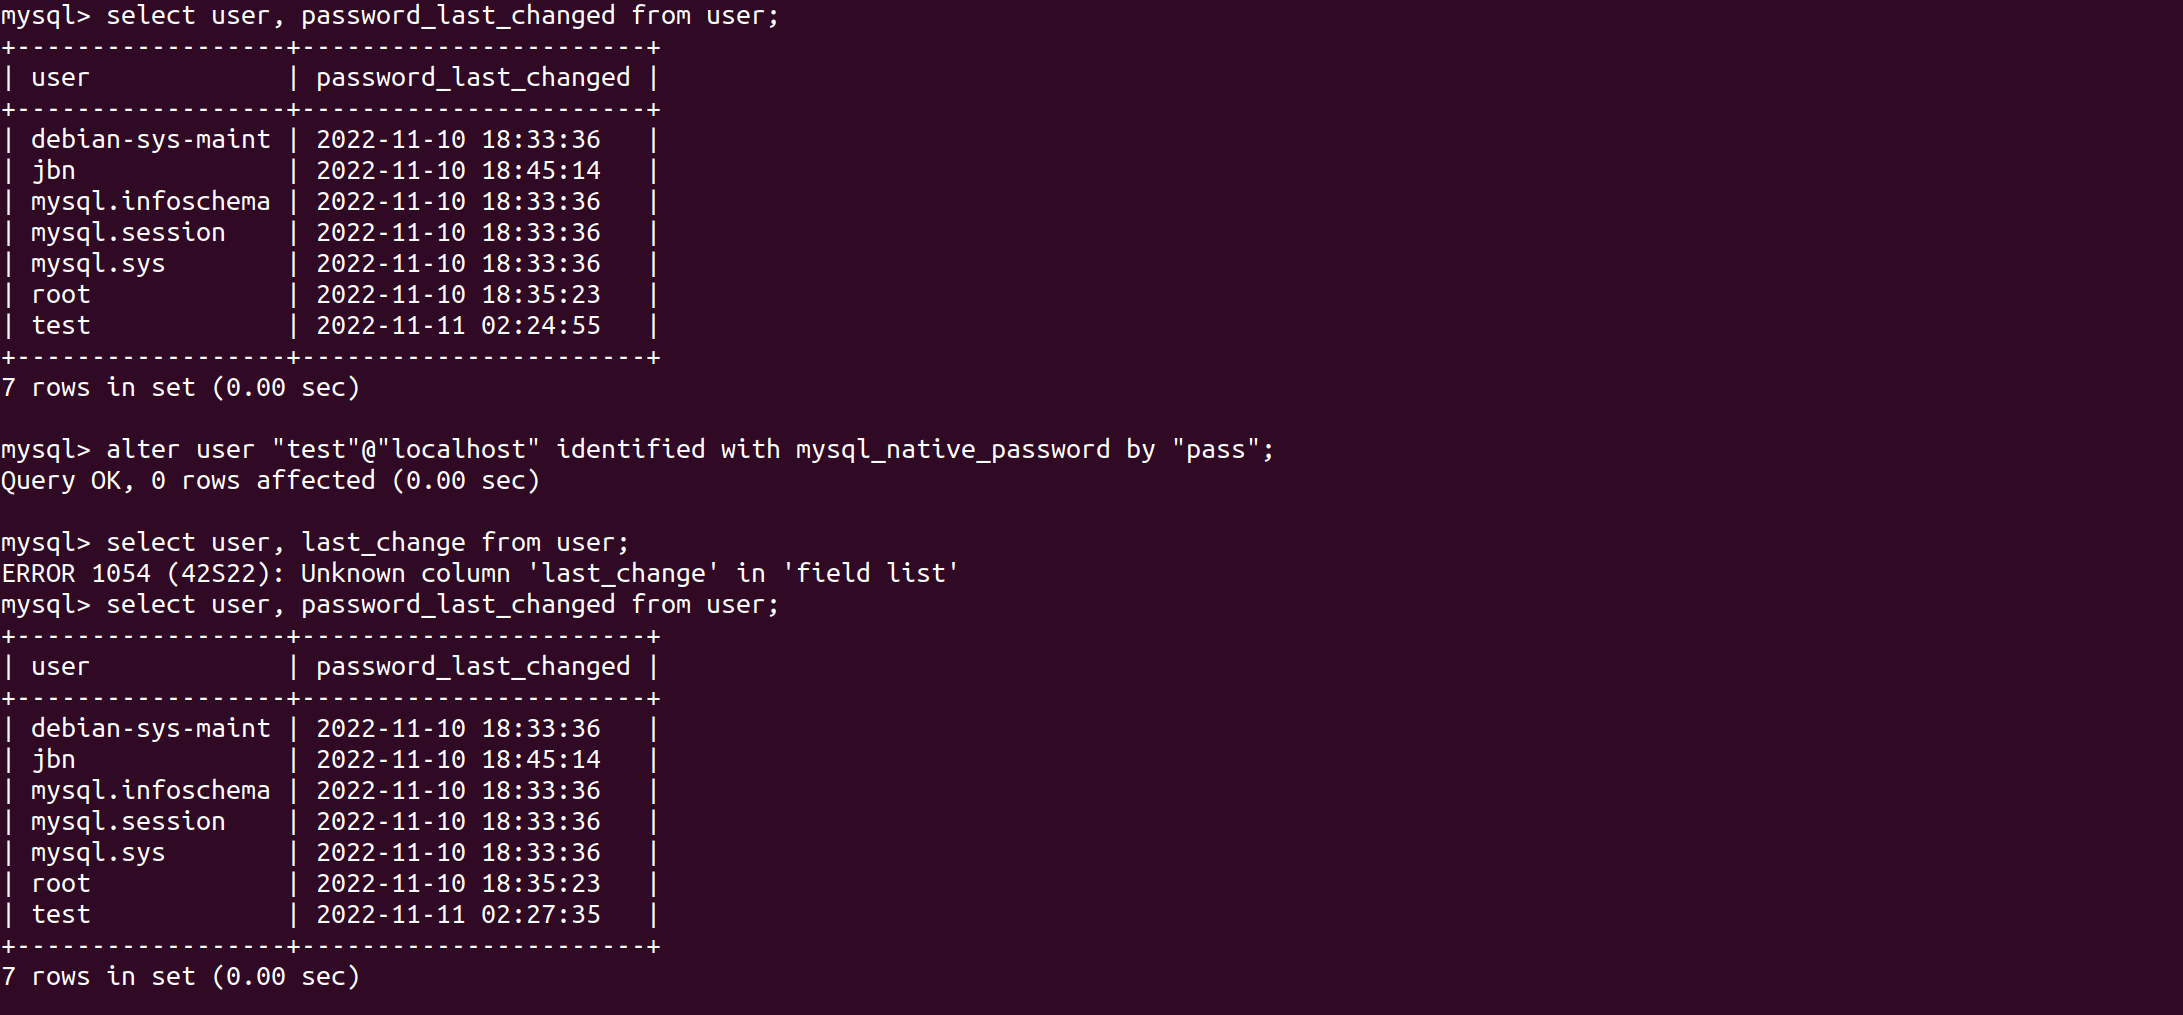 mysql> select user, password_last_changed from user;
+------------------+-----------------------+
| user             | password_last_changed |
+------------------+-----------------------+
| debian-sys-maint | 2022-11-10 18:33:36   |
| jbn              | 2022-11-10 18:45:14   |
| mysql.infoschema | 2022-11-10 18:33:36   |
| mysql.session    | 2022-11-10 18:33:36   |
| mysql.sys        | 2022-11-10 18:33:36   |
| root             | 2022-11-10 18:35:23   |
| test             | 2022-11-11 02:24:55   |
+------------------+-----------------------+
7 rows in set (0.00 sec)

mysql> alter user "test"@"localhost" identified with mysql_native_password by "pass";
Query OK, 0 rows affected (0.00 sec)

mysql> select user, last_change from user;
ERROR 1054 (42S22): Unknown column 'last_change' in 'field list'
mysql> select user, password_last_changed from user;
+------------------+-----------------------+
| user             | password_last_changed |
+------------------+-----------------------+
| debian-sys-maint | 2022-11-10 18:33:36   |
| jbn              | 2022-11-10 18:45:14   |
| mysql.infoschema | 2022-11-10 18:33:36   |
| mysql.session    | 2022-11-10 18:33:36   |
| mysql.sys        | 2022-11-10 18:33:36   |
| root             | 2022-11-10 18:35:23   |
| test             | 2022-11-11 02:27:35   |
+------------------+-----------------------+
7 rows in set (0.00 sec)